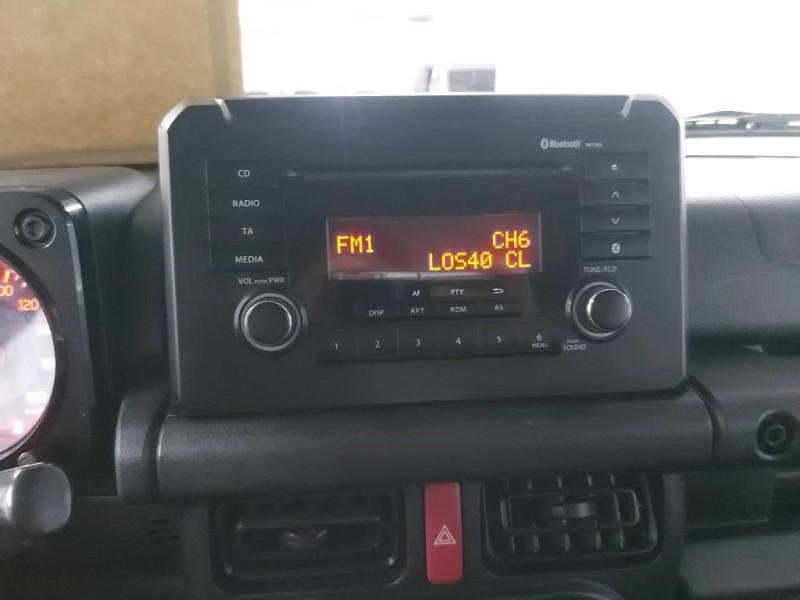 Bluetooth
CD
RADIO
TA
MEDIA
VOL PUSH PWR
FM1 CH6
LOS40 CL
TUNE/FLD
AF PTY
DISP RPT RDM AS
1 2 3 4 5 6
MENU
PUSH
SOUND
120